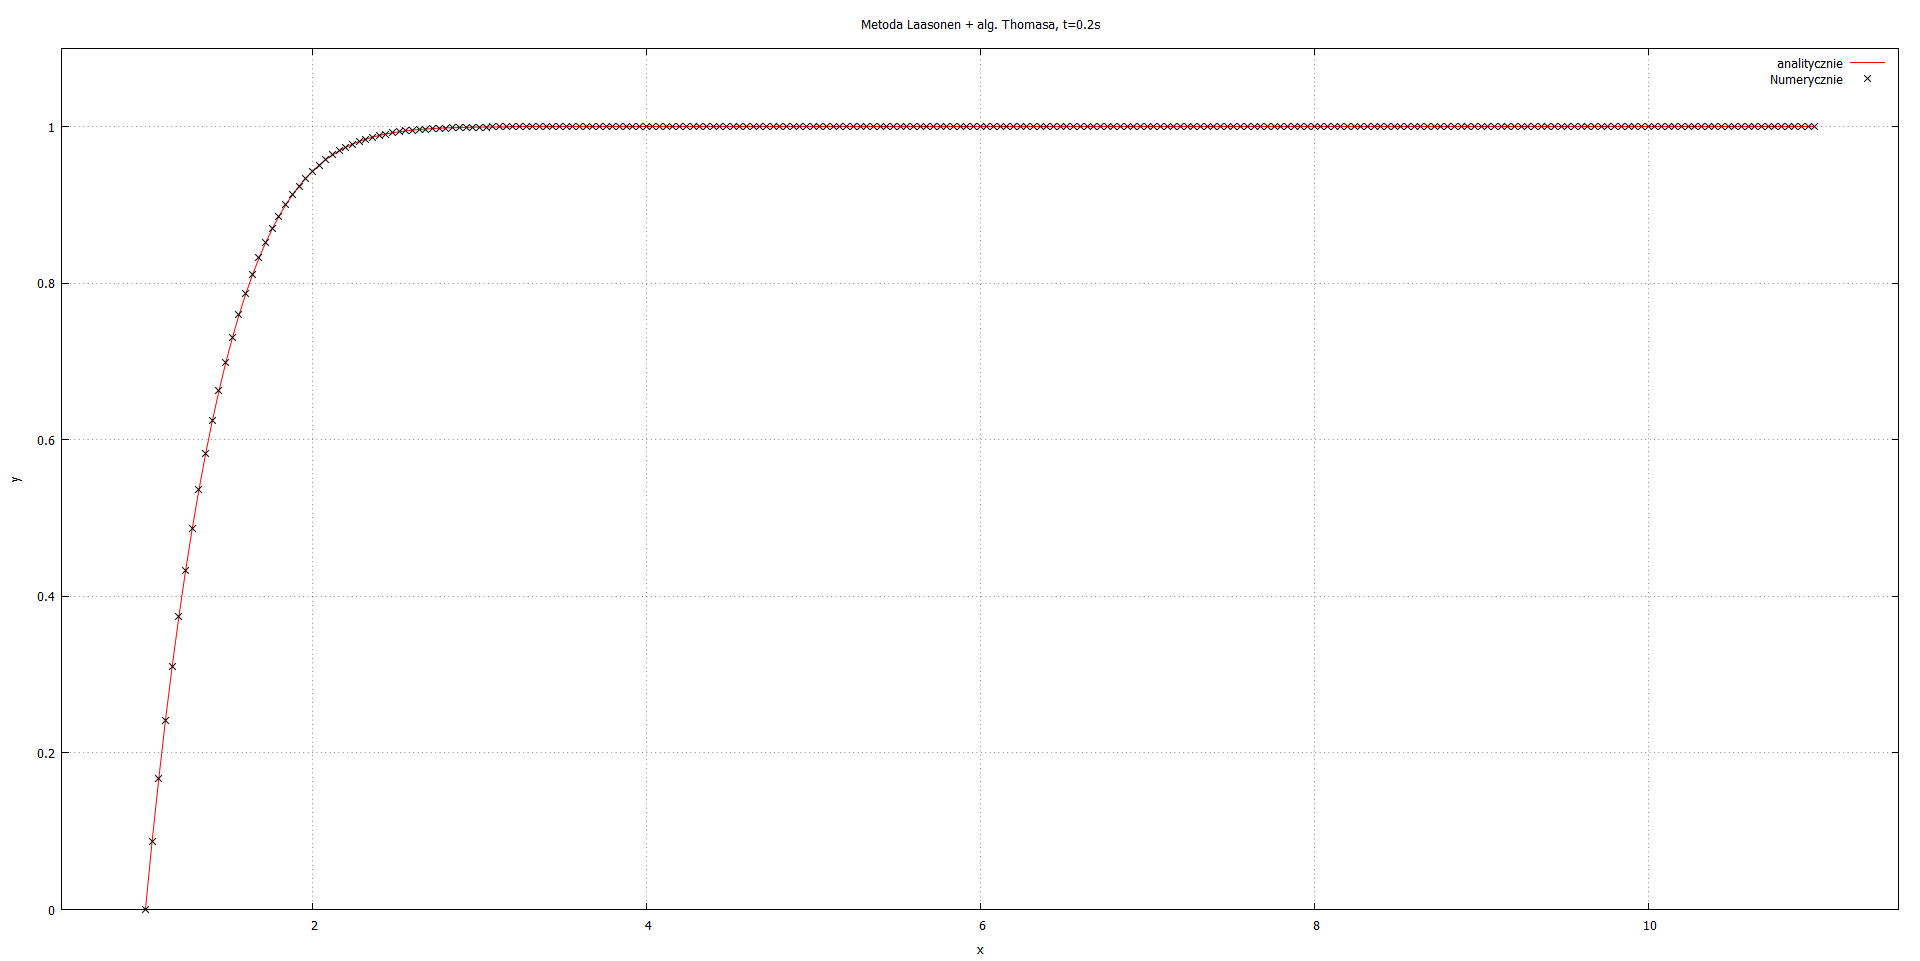 Metoda Laasonen + alg. Thomasa, t=0.2s
analitycznie
Numerycznie
1
0.8
0.6
0.4
0.2
0
y
2 4 6 8 10
x